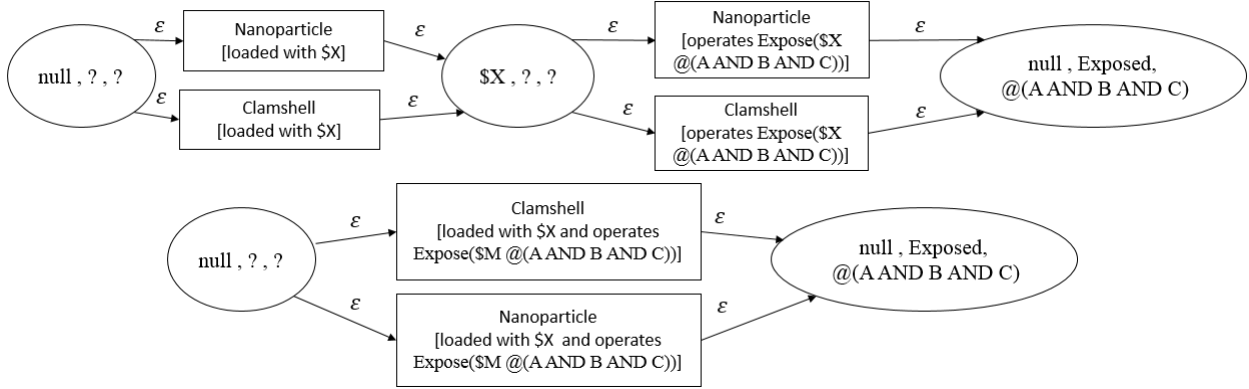 ε
ε
ε
ε
Nanoparticle
[loaded with $X]
Clamshell
[loaded with $X]
null , ? , ?
$X , ? , ?
ε
ε
ε
ε
Nanoparticle
[operates Expose($X
@(A AND B AND C))]
Clamshell
[operates Expose($X
@(A AND B AND C))]
null , Exposed,
@(A AND B AND C)
null , ? , ?
ε
ε
ε
ε
Clamshell
[loaded with $X and operates
Expose($M @(A AND B AND C))]
Nanoparticle
[loaded with $X  and operates
Expose($M @(A AND B AND C))]
null , Exposed,
@(A AND B AND C)